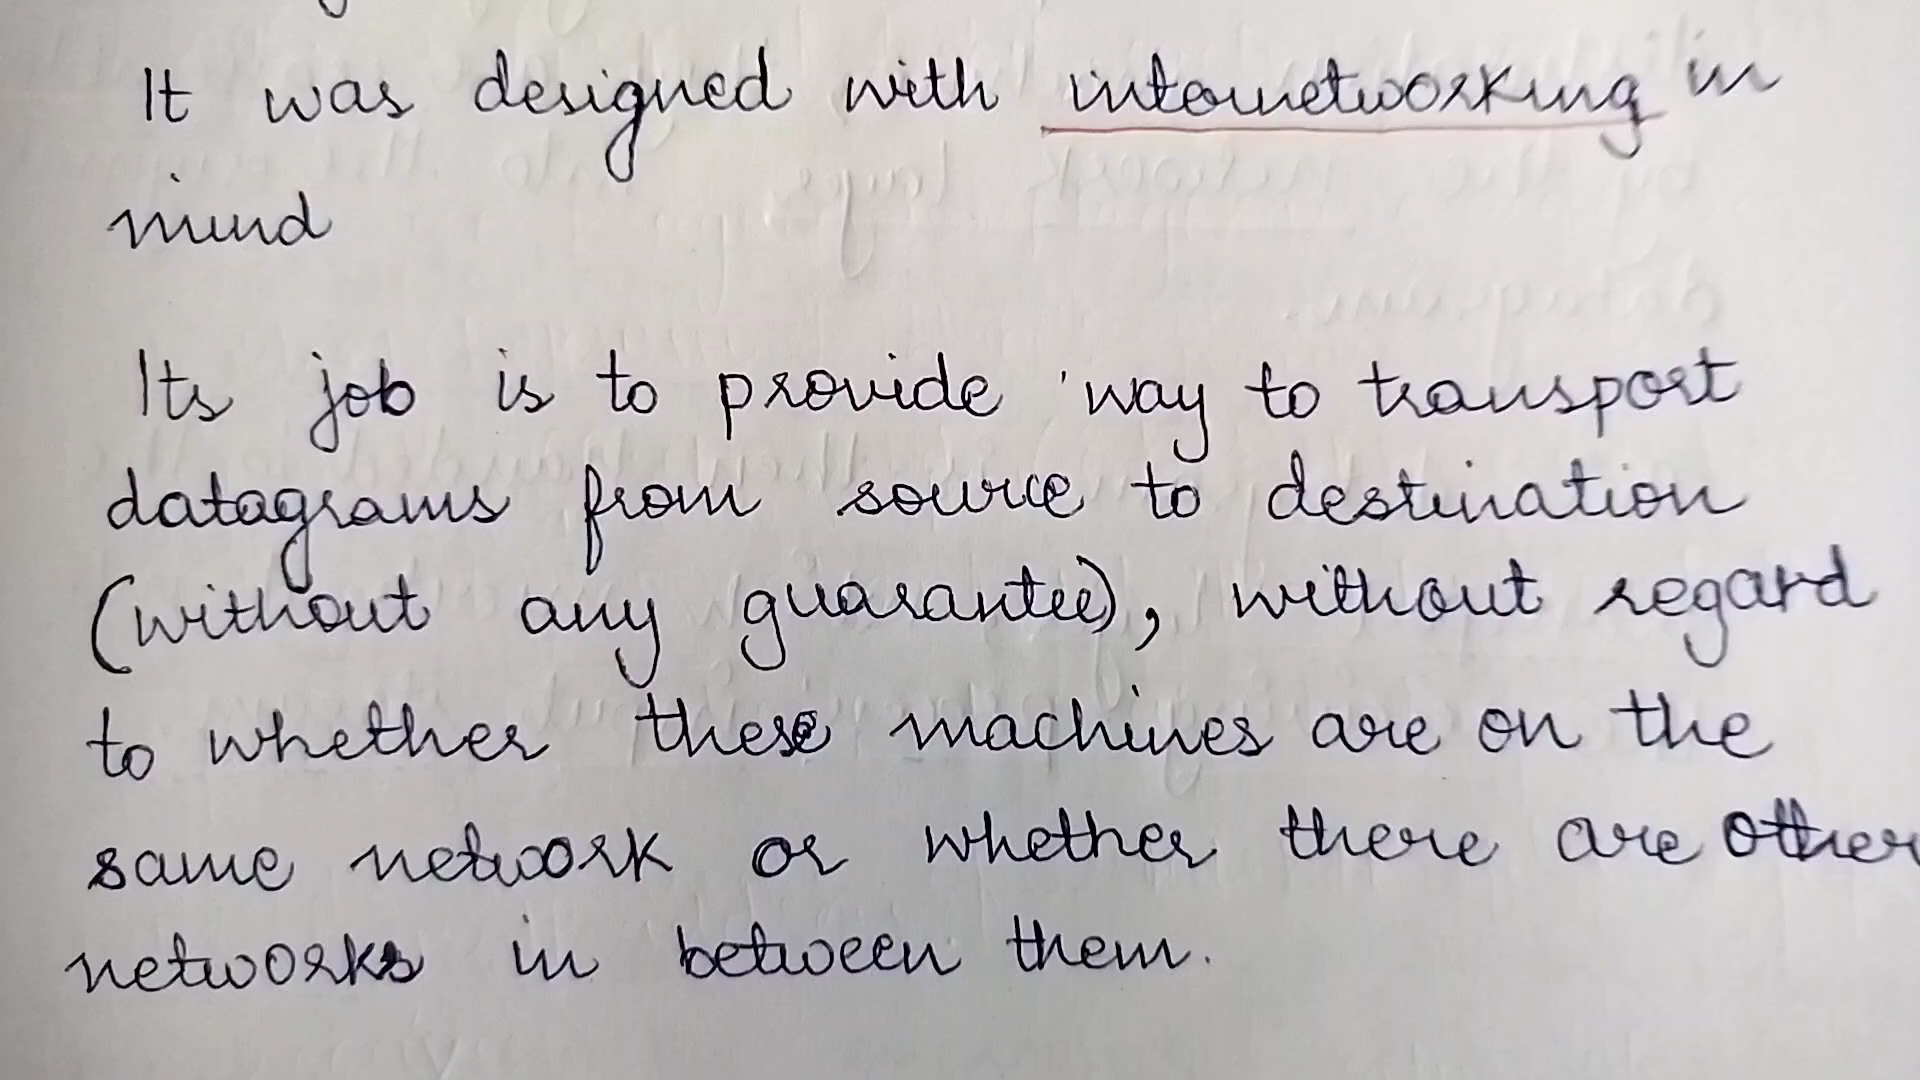 It was designed with internetworking in
mind
Its job is to provide way to transport
datagrams from source to destination
(without any guarantee), without regard
to whether these machines are on the
same network or whether there are other
networks in between them.